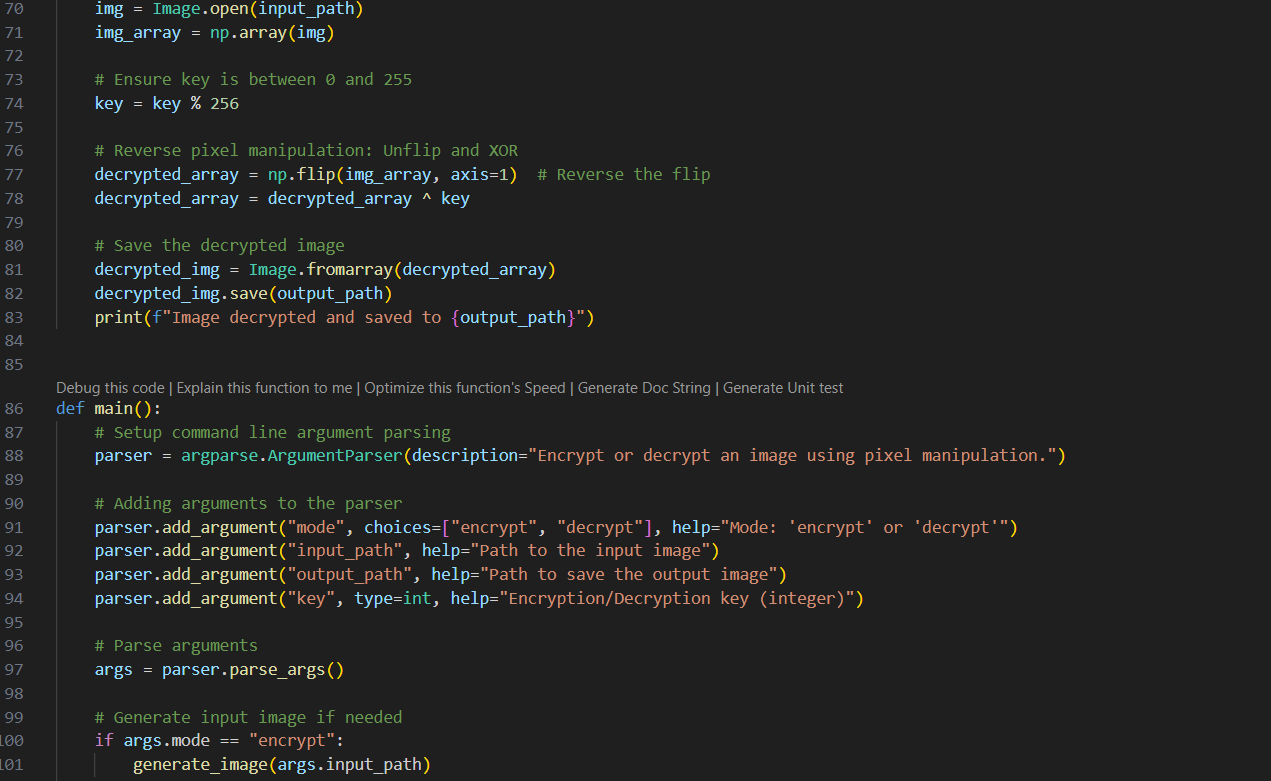 70 img = Image.open(input_path)
71 img_array = np.array(img)
72
73 # Ensure key is between 0 and 255
74 key = key % 256
75
76 # Reverse pixel manipulation: Unflip and XOR
77 decrypted_array = np.flip(img_array, axis=1)  # Reverse the flip
78 decrypted_array = decrypted_array ^ key
79
80 # Save the decrypted image
81 decrypted_img = Image.fromarray(decrypted_array)
82 decrypted_img.save(output_path)
83 print(f"Image decrypted and saved to {output_path}")
84
85
Debug this code | Explain this function to me | Optimize this function's Speed | Generate Doc String | Generate Unit test
86 def main():
87 # Setup command line argument parsing
88 parser = argparse.ArgumentParser(description="Encrypt or decrypt an image using pixel manipulation.")
89
90 # Adding arguments to the parser
91 parser.add_argument("mode", choices=["encrypt", "decrypt"], help="Mode: 'encrypt' or 'decrypt'")
92 parser.add_argument("input_path", help="Path to the input image")
93 parser.add_argument("output_path", help="Path to save the output image")
94 parser.add_argument("key", type=int, help="Encryption/Decryption key (integer)")
95
96 # Parse arguments
97 args = parser.parse_args()
98
99 # Generate input image if needed
100 if args.mode == "encrypt":
101 generate_image(args.input_path)